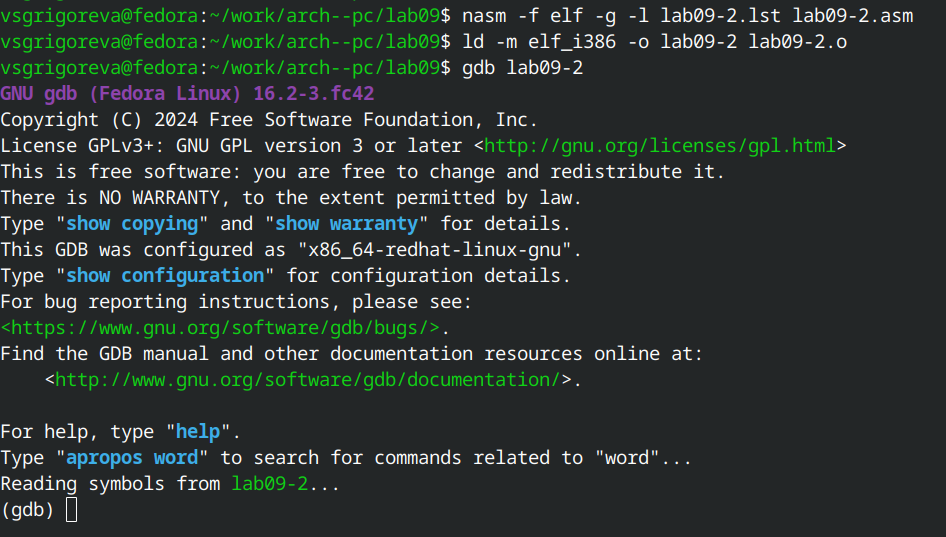 vsgrigoreva@fedora:~/work/arch--pc/lab09$ nasm -f elf -g -l lab09-2.lst lab09-2.asm
vsgrigoreva@fedora:~/work/arch--pc/lab09$ ld -m elf_i386 -o lab09-2 lab09-2.o
vsgrigoreva@fedora:~/work/arch--pc/lab09$ gdb lab09-2
GNU gdb (Fedora Linux) 16.2-3.fc42
Copyright (C) 2024 Free Software Foundation, Inc.
License GPLv3+: GNU GPL version 3 or later <http://gnu.org/licenses/gpl.html>
This is free software: you are free to change and redistribute it.
There is NO WARRANTY, to the extent permitted by law.
Type "show copying" and "show warranty" for details.
This GDB was configured as "x86_64-redhat-linux-gnu".
Type "show configuration" for configuration details.
For bug reporting instructions, please see:
<https://www.gnu.org/software/gdb/bugs/>.
Find the GDB manual and other documentation resources online at:
    <http://www.gnu.org/software/gdb/documentation/>.

For help, type "help".
Type "apropos word" to search for commands related to "word"...
Reading symbols from lab09-2...
(gdb)